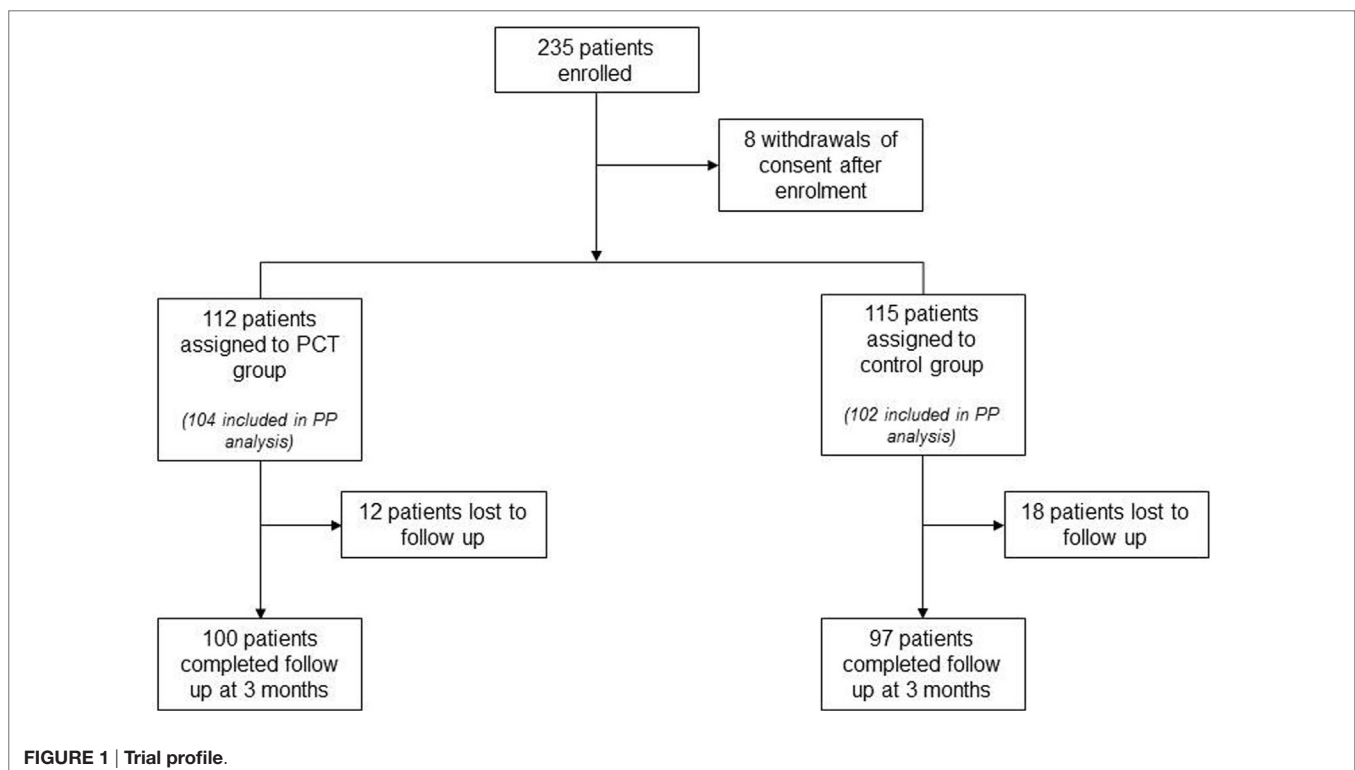 235 patients
enrolled
8 withdrawals of
consent after
enrolment
112 patients
assigned to PCT
group
(104 included in PP
analysis)
115 patients
assigned to
control group
(102 included in PP
analysis)
12 patients lost to
follow up
18 patients lost to
follow up
100 patients
completed follow
up at 3 months
97 patients
completed follow
up at 3 months
FIGURE 1 | Trial profile.